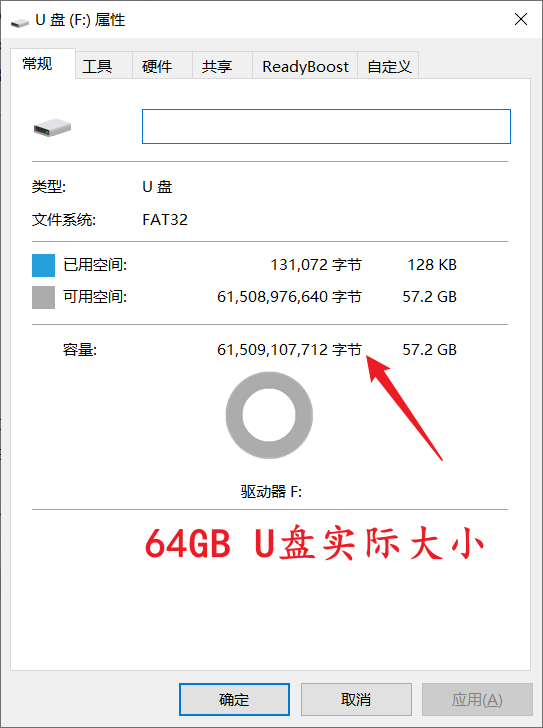 U 盘 (F:) 属性
常规 工具 硬件 共享 ReadyBoost 自定义
类型: U 盘
文件系统: FAT32
已用空间: 131,072 字节 128 KB
可用空间: 61,508,976,640 字节 57.2 GB
容量: 61,509,107,712 字节 57.2 GB
驱动器 F:
64GB U盘实际大小
确定 取消 应用(A)